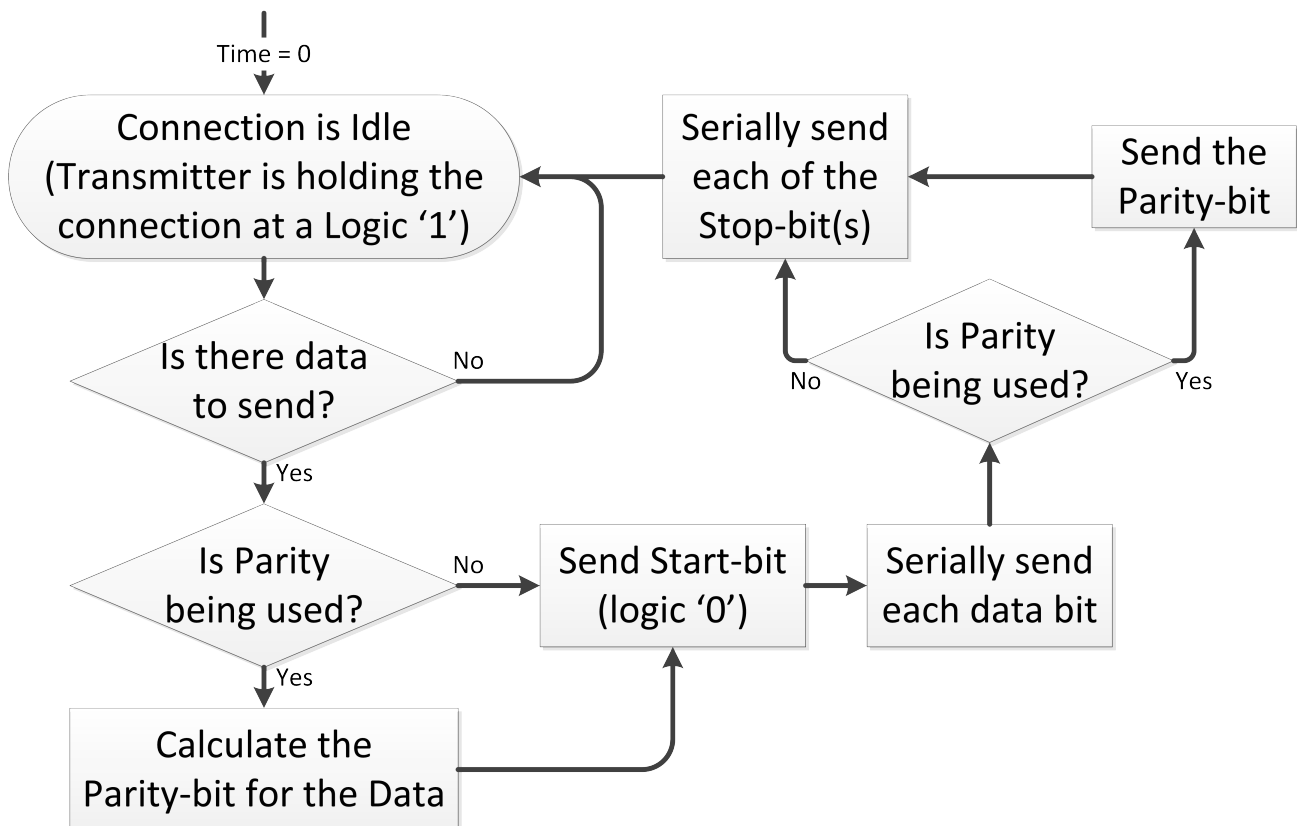 Time = 0
Connection is Idle
(Transmitter is holding the
connection at a Logic ‘1’)
Is there data
to send?
No
Yes
Is Parity
being used?
No
Yes
Calculate the
Parity-bit for the Data
Send Start-bit
(logic ‘0’)
Serially send
each data bit
Is Parity
being used?
No
Yes
Send the
Parity-bit
Serially send
each of the
Stop-bit(s)